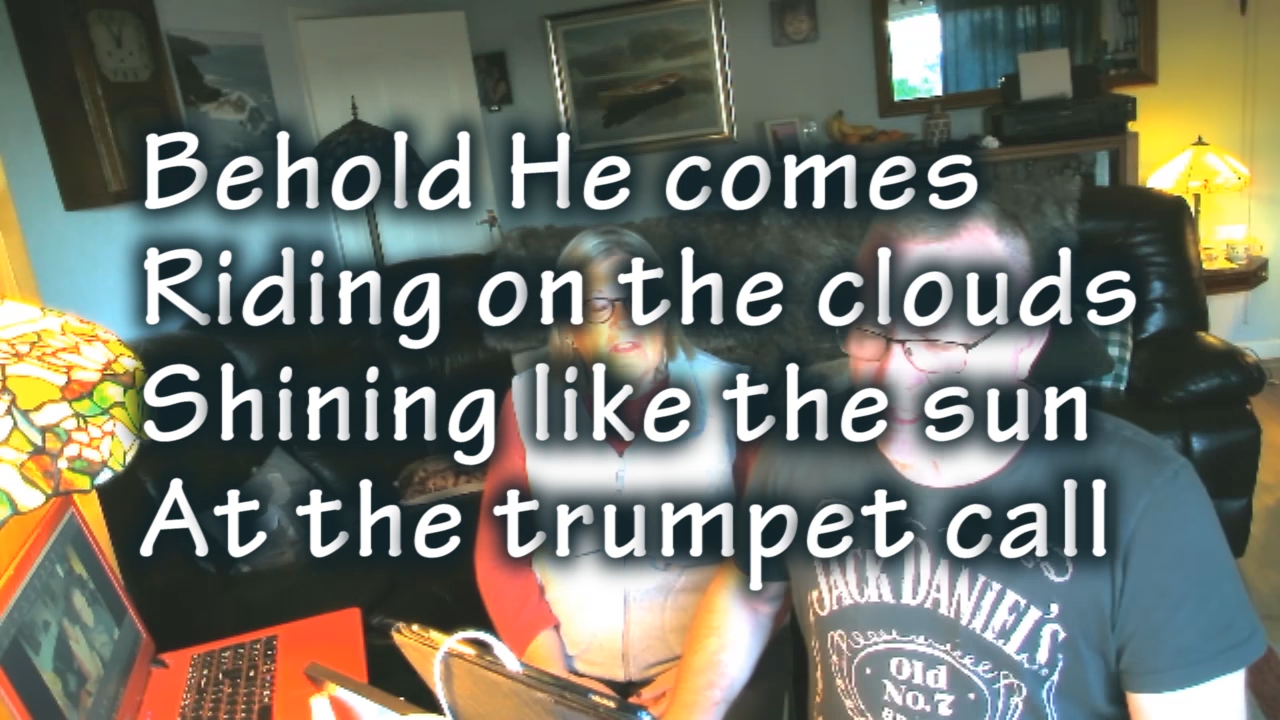 Behold He comes
Riding on the clouds
Shining like the sun
At the trumpet call
JACK DANIEL'S
Old
No.7